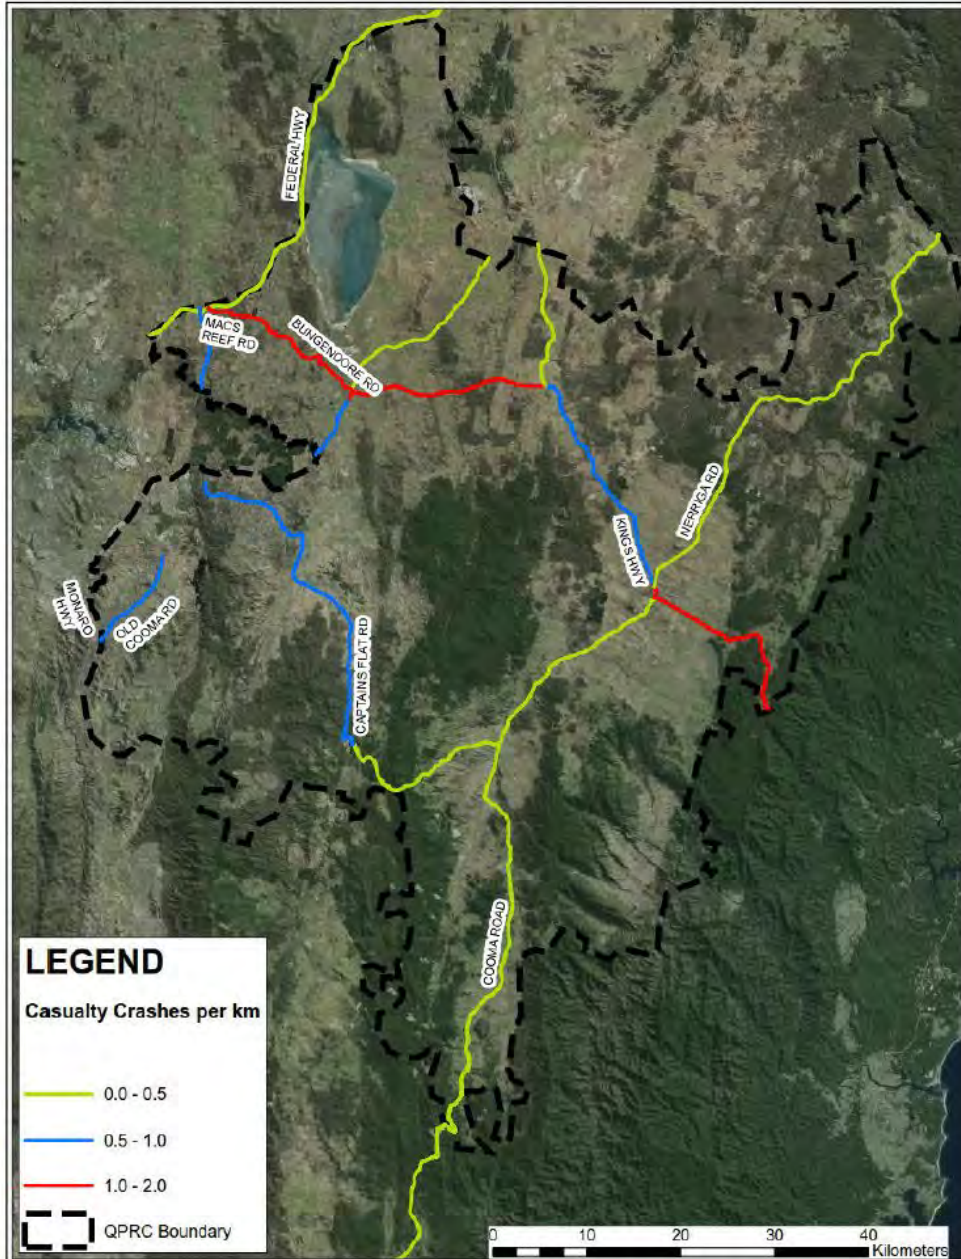 FEDERAL HWY
MACS
REEF RD
BUNGENDORE RD
NERRIGA RD
KINGS HWY
MONARO
HWY
OLD
COOMA RD
CAPTAINS FLAT RD
COOMA ROAD
LEGEND
Casualty Crashes per km
0.0 - 0.5
0.5 - 1.0
1.0 - 2.0
QPRC Boundary
0 10 20 30 40
Kilometers